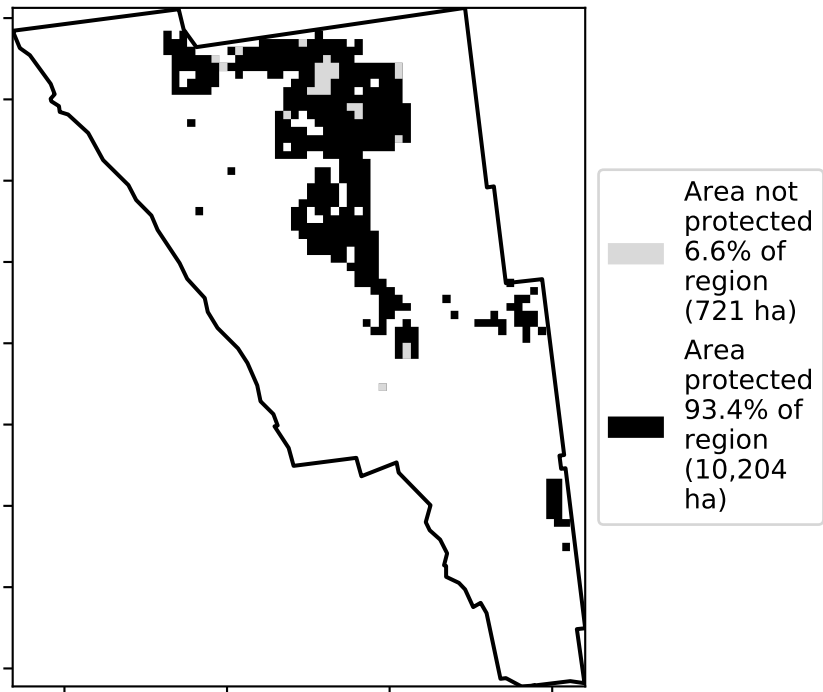 Area not
protected
6.6% of
region
(721 ha)
Area
protected
93.4% of
region
(10,204
ha)